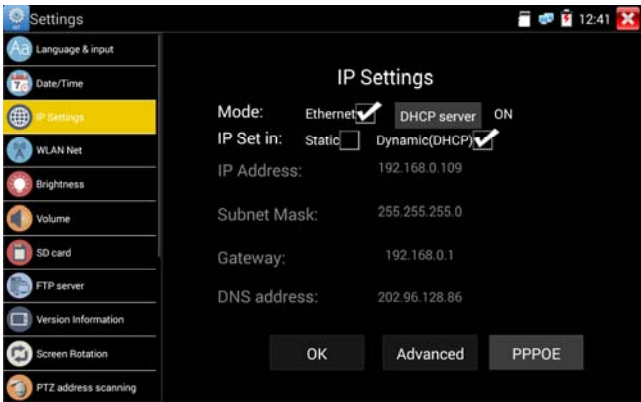 Settings
12:41
Aa Language & input
7 Date/Time
IP Settings
WLAN Net
Brightness
Volume
SD card
FTP server
Version Information
Screen Rotation
PTZ address scanning
IP Settings
Mode: Ethernet DHCP server ON
IP Set in: Static Dynamic(DHCP)
IP Address: 192.168.0.109
Subnet Mask: 255.255.255.0
Gateway: 192.168.0.1
DNS address: 202.96.128.86
OK Advanced PPPOE